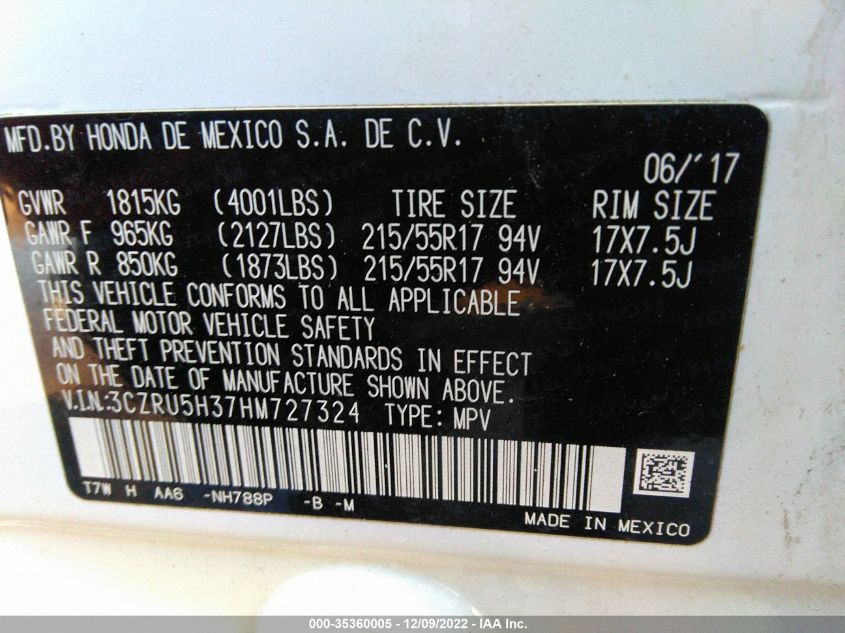 MFD.BY HONDA DE MEXICO S.A. DE C.V.
06/'17
GVWR 1815KG (4001LBS) TIRE SIZE RIM SIZE
GAWR F 965KG (2127LBS) 215/55R17 94V 17X7.5J
GAWR R 850KG (1873LBS) 215/55R17 94V 17X7.5J
THIS VEHICLE CONFORMS TO ALL APPLICABLE
FEDERAL MOTOR VEHICLE SAFETY
AND THEFT PREVENTION STANDARDS IN EFFECT
ON THE DATE OF MANUFACTURE SHOWN ABOVE.
V.I.N.:3CZRU5H37HM727324 TYPE: MPV
T7W H AA6 -NH788P -B -M
MADE IN MEXICO
000-35360005 - 12/09/2022 - IAA Inc.